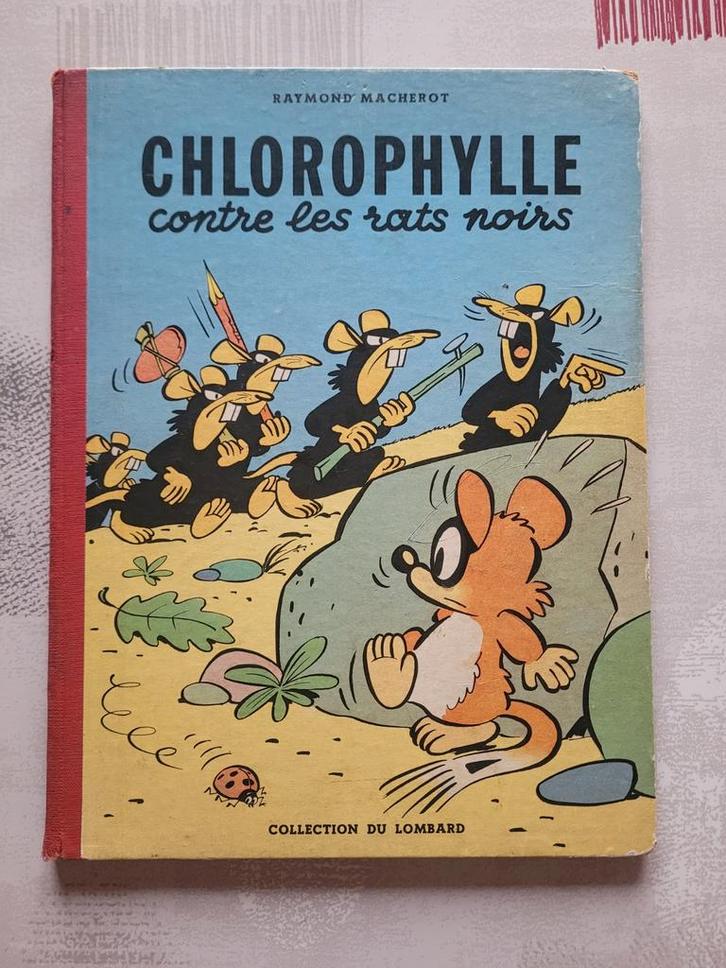 RAYMOND MACHEROT
CHLOROPHYLLE
contre les rats noirs
COLLECTION DU LOMBARD